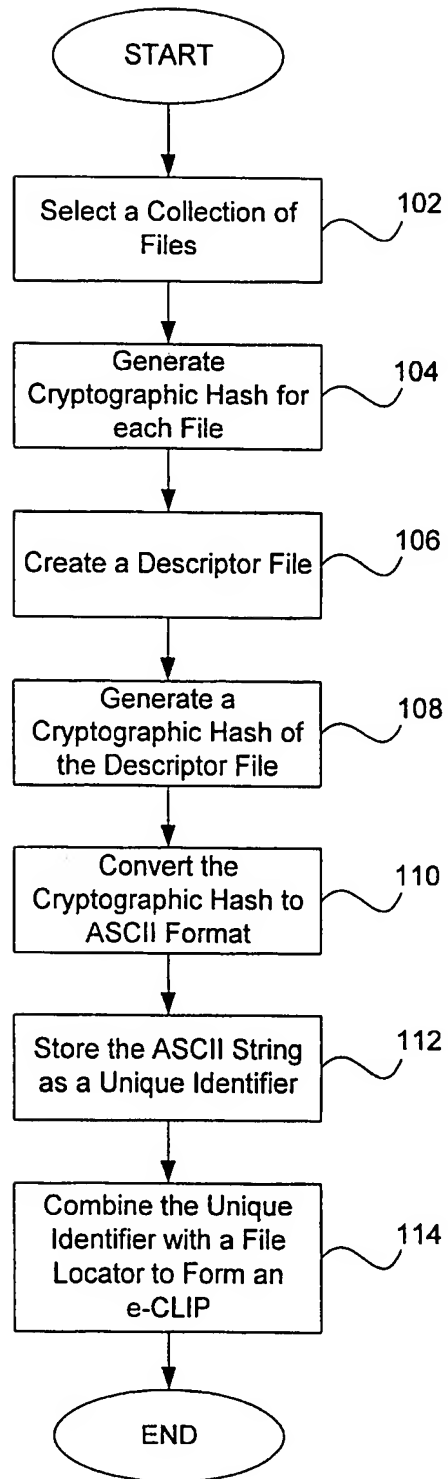 START
Select a Collection of
Files
102
Generate
Cryptographic Hash for
each File
104
Create a Descriptor File
106
Generate a
Cryptographic Hash of
the Descriptor File
108
Convert the
Cryptographic Hash to
ASCII Format
110
Store the ASCII String
as a Unique Identifier
112
Combine the Unique
Identifier with a File
Locator to Form an
e-CLIP
114
END